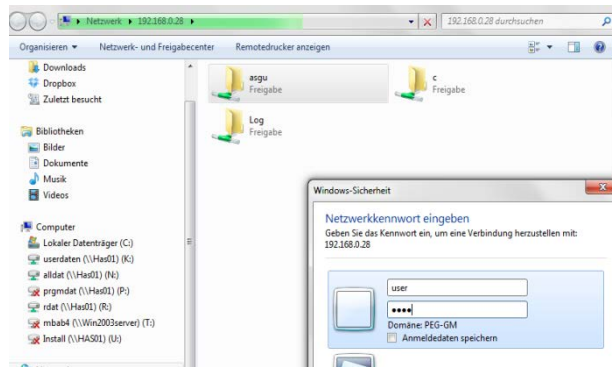 Netzwerk ▸ 192.168.0.28 ▸
192.168.0.28 durchsuchen
Organisieren Netzwerk- und Freigabecenter Remotedrucker anzeigen
Downloads
Dropbox
Zuletzt besucht
Bibliotheken
Bilder
Dokumente
Musik
Videos
Computer
Lokaler Datenträger (C:)
userdaten (\\Has01) (K:)
alldat (\\Has01) (N:)
prgmdat (\\Has01) (P:)
rdat (\\Has01) (R:)
mbab4 (\\Win2003server) (T:)
Install (\\HAS01) (U:)
asgu
Freigabe
c
Freigabe
Log
Freigabe
Windows-Sicherheit
Netzwerkkennwort eingeben
Geben Sie das Kennwort ein, um eine Verbindung herzustellen mit:
192.168.0.28
user
••••
Domäne: PEG-GM
Anmeldedaten speichern